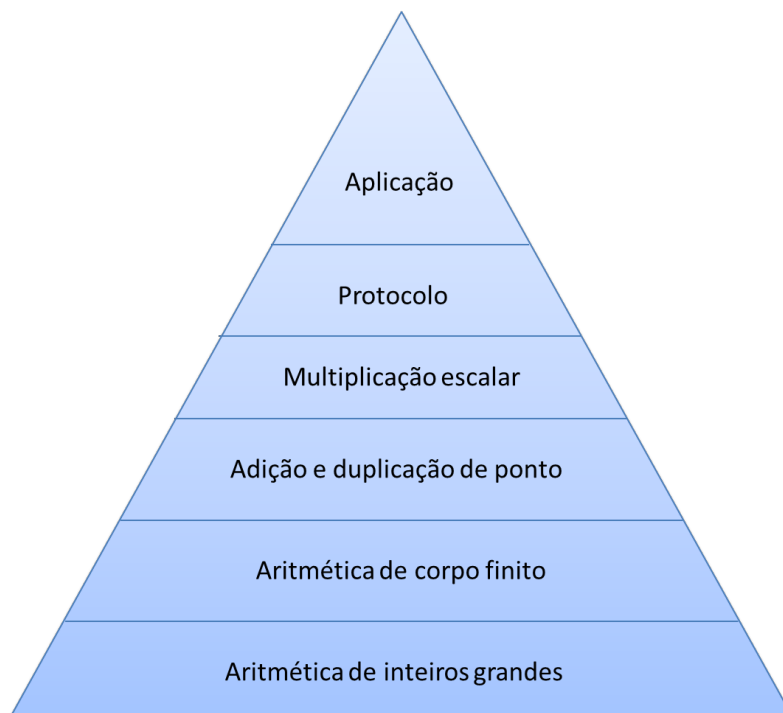 Aplicação
Protocolo
Multiplicação escalar
Adição e duplicação de ponto
Aritmética de corpo finito
Aritmética de inteiros grandes